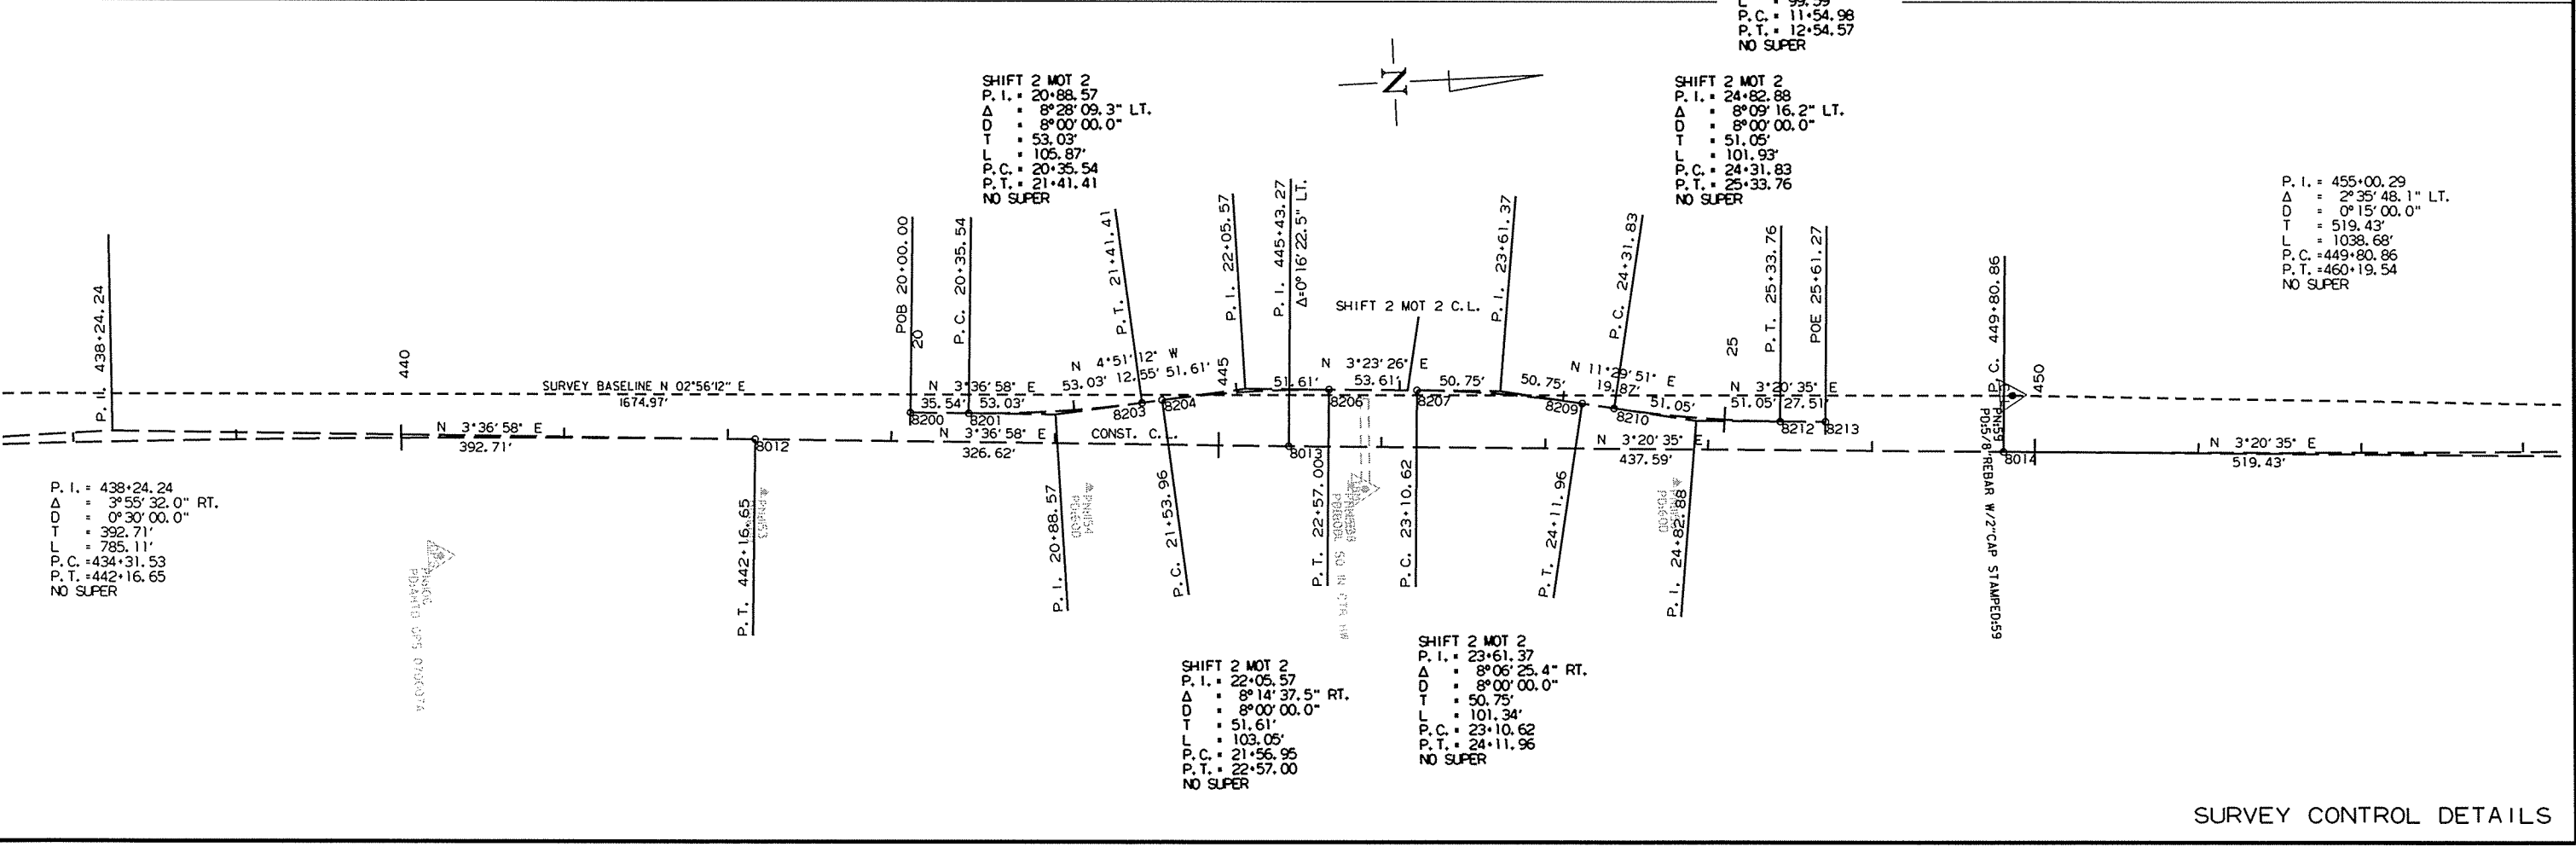 L = 99.59
P.C. = 11+54.98
P.T. = 12+54.57
NO SUPER
N
SHIFT 2 MOT 2
P.I. = 20+88.57
Δ = 8°28'09.3" LT.
D = 8°00'00.0"
T = 53.03'
L = 105.87'
P.C. = 20+35.54
P.T. = 21+41.41
NO SUPER
SHIFT 2 MOT 2
P.I. = 24+82.88
Δ = 8°09'16.2" LT.
D = 8°00'00.0"
T = 51.05'
L = 101.93'
P.C. = 24+31.83
P.T. = 25+33.76
NO SUPER
P.I. = 455+00.29
Δ = 2°35'48.1" LT.
D = 0°15'00.0"
T = 519.43'
L = 1038.68'
P.C. =449+80.86
P.T. =460+19.54
NO SUPER
P.I. 438+24.24
440
POB 20+00.00
20
P.C. 20+35.54
P.T. 21+41.41
P.I. 22+05.57
445
P.I. 445+43.27
Δ=0°16'22.5" LT.
SHIFT 2 MOT 2 C.L.
P.I. 23+61.37
P.C. 24+31.83
25
P.T. 25+33.76
POE 25+61.27
P.C. 449+80.86
450
SURVEY BASELINE N 02°56'12" E
1674.97'
N 3°36'58" E
35.54' 53.03'
N 4°51'12" W
53.03' 12.55' 51.61'
N 3°23'26" E
51.61' 53.61' 50.75'
N 11°29'51" E
50.75' 19.87' 51.05'
N 3°20'35" E
51.05' 27.51'
8200
8201
8203
8204
8206
8207
8209
8210
8212
8213
N 3°36'58" E
392.71'
8012
N 3°36'58" E
326.62'
CONST. C.L.
8013
N 3°20'35" E
437.59'
8014
N 3°20'35" E
519.43'
P.I. = 438+24.24
Δ = 3°55'32.0" RT.
D = 0°30'00.0"
T = 392.71'
L = 785.11'
P.C. =434+31.53
P.T. =442+16.65
NO SUPER
P.T. 442+16.65
P.I. 20+88.57
PN:154
P.C. 21+53.96
P.T. 22+57.00
P.C. 23+10.62
P.T. 24+11.96
P.I. 24+82.88
PN:59
PD:5/8"REBAR W/2"CAP STAMPED:59
SHIFT 2 MOT 2
P.I. = 22+05.57
Δ = 8°14'37.5" RT.
D = 8°00'00.0"
T = 51.61'
L = 103.05'
P.C. = 21+56.95
P.T. = 22+57.00
NO SUPER
SHIFT 2 MOT 2
P.I. = 23+61.37
Δ = 8°06'25.4" RT.
D = 8°00'00.0"
T = 50.75'
L = 101.34'
P.C. = 23+10.62
P.T. = 24+11.96
NO SUPER
SURVEY CONTROL DETAILS